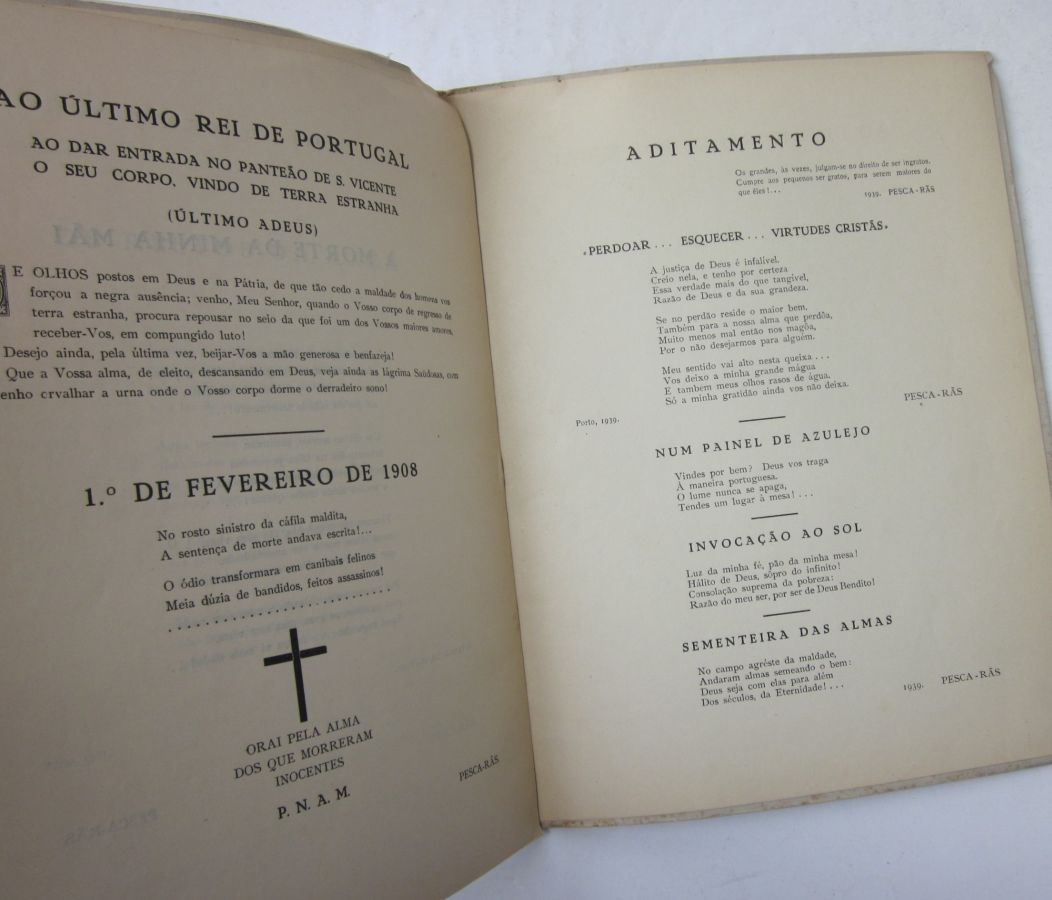 AO ÚLTIMO REI DE PORTUGAL
AO DAR ENTRADA NO PANTEÃO DE S. VICENTE
O SEU CORPO, VINDO DE TERRA ESTRANHA
(ÚLTIMO ADEUS)
E OLHOS postos em Deus e na Pátria, de que tão cedo a maldade dos homens vos
forçou a negra ausência; venho, Meu Senhor, quando o Vosso corpo de regresso de
terra estranha, procura repousar no seio da que foi um dos Vossos maiores amores,
receber-Vos, em compungido luto!
Desejo ainda, pela última vez, beijar-Vos a mão generosa e benfazeja!
Que a Vossa alma, de eleito, descansando em Deus, veja ainda as lágrima Saüdosas, com
enho crvalhar a urna onde o Vosso corpo dorme o derradeiro sono!
1.º DE FEVEREIRO DE 1908
No rosto sinistro da cáfila maldita,
A sentença de morte andava escrita!...
O ódio transformara em canibais felinos
Meia dúzia de bandidos, feitos assassinos!
. . . . . . . . . . . . . . . . . . . . . . . . . . .
ORAI PELA ALMA
DOS QUE MORRERAM
INOCENTES
P. N. A. M.
PESCA-RÃS
ADITAMENTO
Os grandes, às vezes, julgam-se no direito de ser ingratos.
Cumpre aos pequenos ser gratos, para serem maiores do
que êles!...
1939. PESCA-RÃS
«PERDOAR... ESQUECER... VIRTUDES CRISTÃS»
A justiça de Deus é infalível.
Creio nela, e tenho por certeza
Essa verdade mais do que tangível,
Razão de Deus e da sua grandeza.
Se no perdão reside o maior bem,
Também para a nossa alma que perdôa,
Muito menos mal então nos magôa,
Por o não desejarmos para alguém.
Meu sentido vai alto nesta queixa...
Vos deixo a minha grande mágua
E tambem meus olhos rasos de água,
Só a minha gratidão ainda vos não deixa.
Porto, 1939.
PESCA-RÃS
NUM PAINEL DE AZULEJO
Vindes por bem? Deus vos traga
À maneira portuguesa.
O lume nunca se apaga,
Tendes um lugar à mesa!...
INVOCAÇÃO AO SOL
Luz da minha fé, pão da minha mesa!
Hálito de Deus, sôpro do infinito!
Consolação suprema da pobreza:
Razão do meu ser, por ser de Deus Bendito!
SEMENTEIRA DAS ALMAS
No campo agréste da maldade,
Andaram almas semeando o bem:
Deus seja com elas para além
Dos séculos, da Eternidade!...
1939. PESCA-RÃS